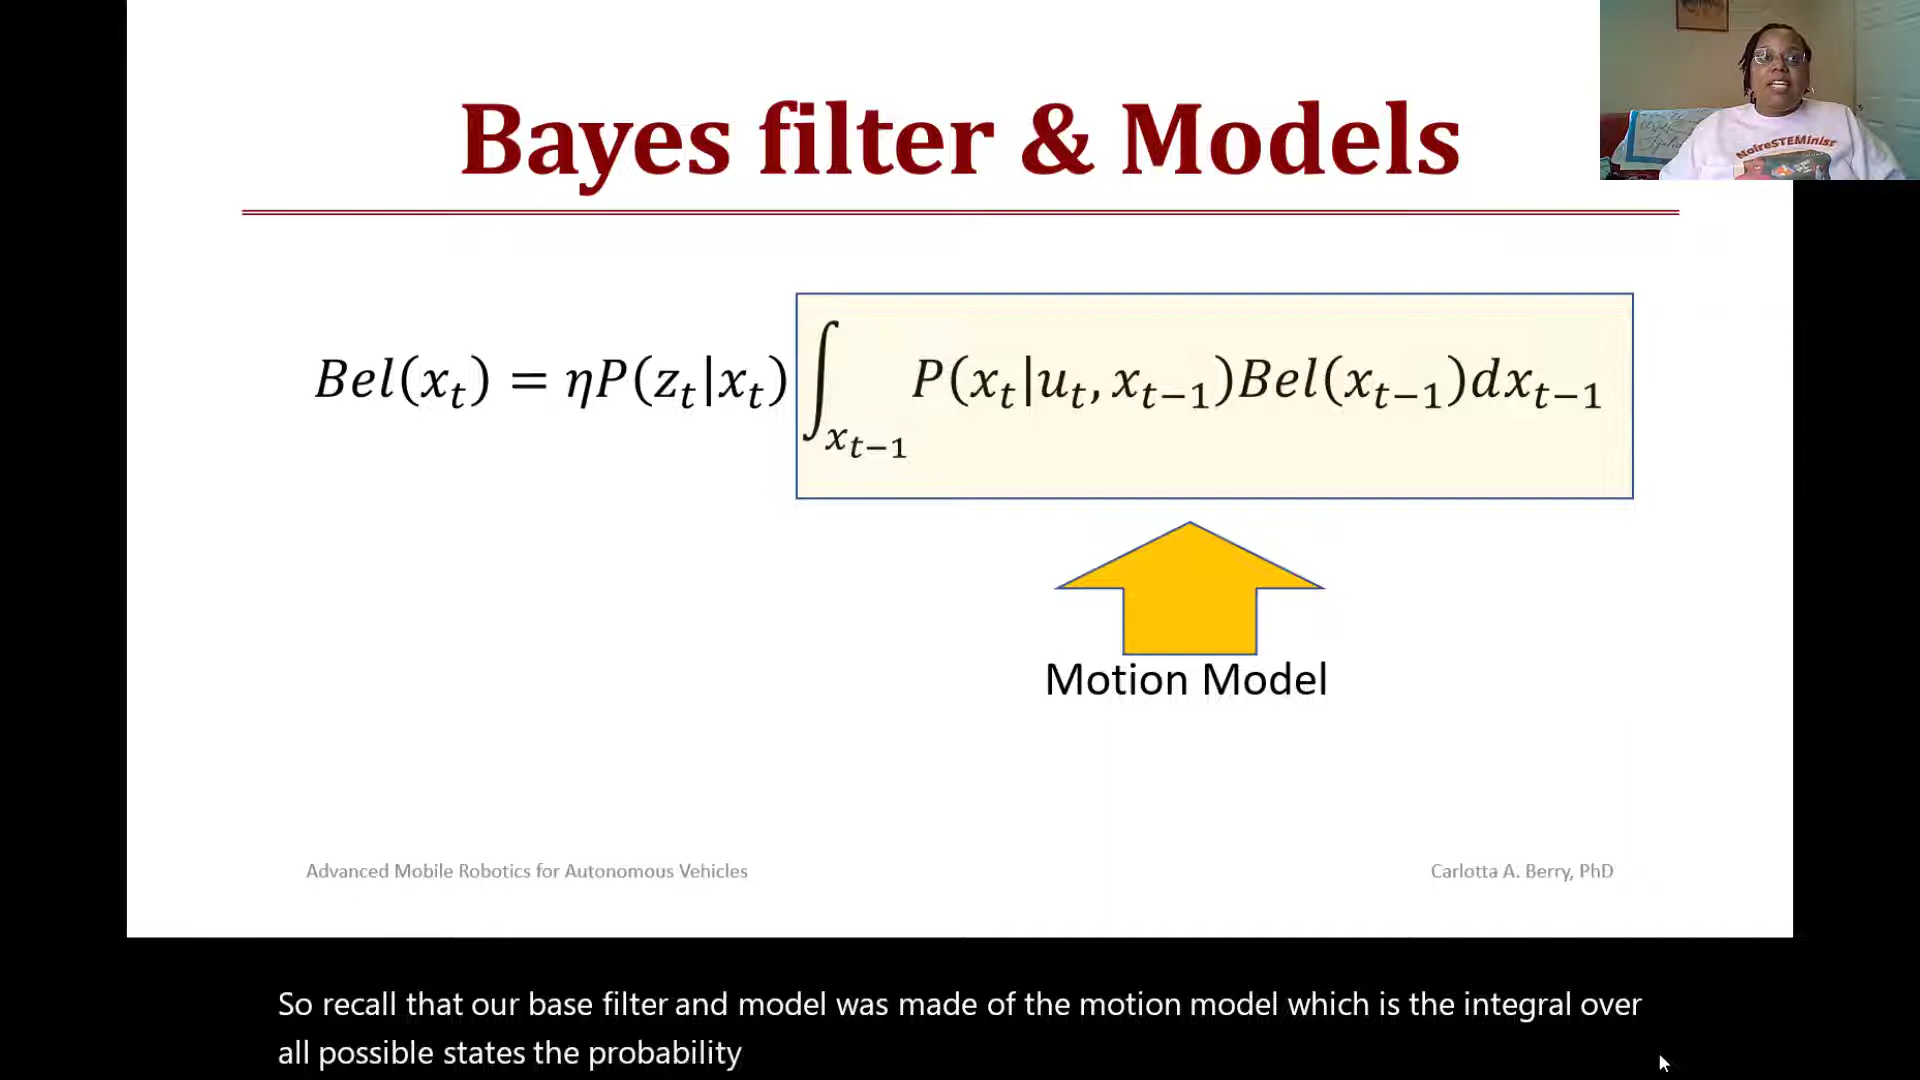 Bayes filter & Models
NoireSTEMinist
Bel(x_t) = ηP(z_t|x_t) ∫_{x_{t−1}} P(x_t|u_t, x_{t−1})Bel(x_{t−1})dx_{t−1}
Motion Model
Advanced Mobile Robotics for Autonomous Vehicles
Carlotta A. Berry, PhD
So recall that our base filter and model was made of the motion model which is the integral over
all possible states the probability